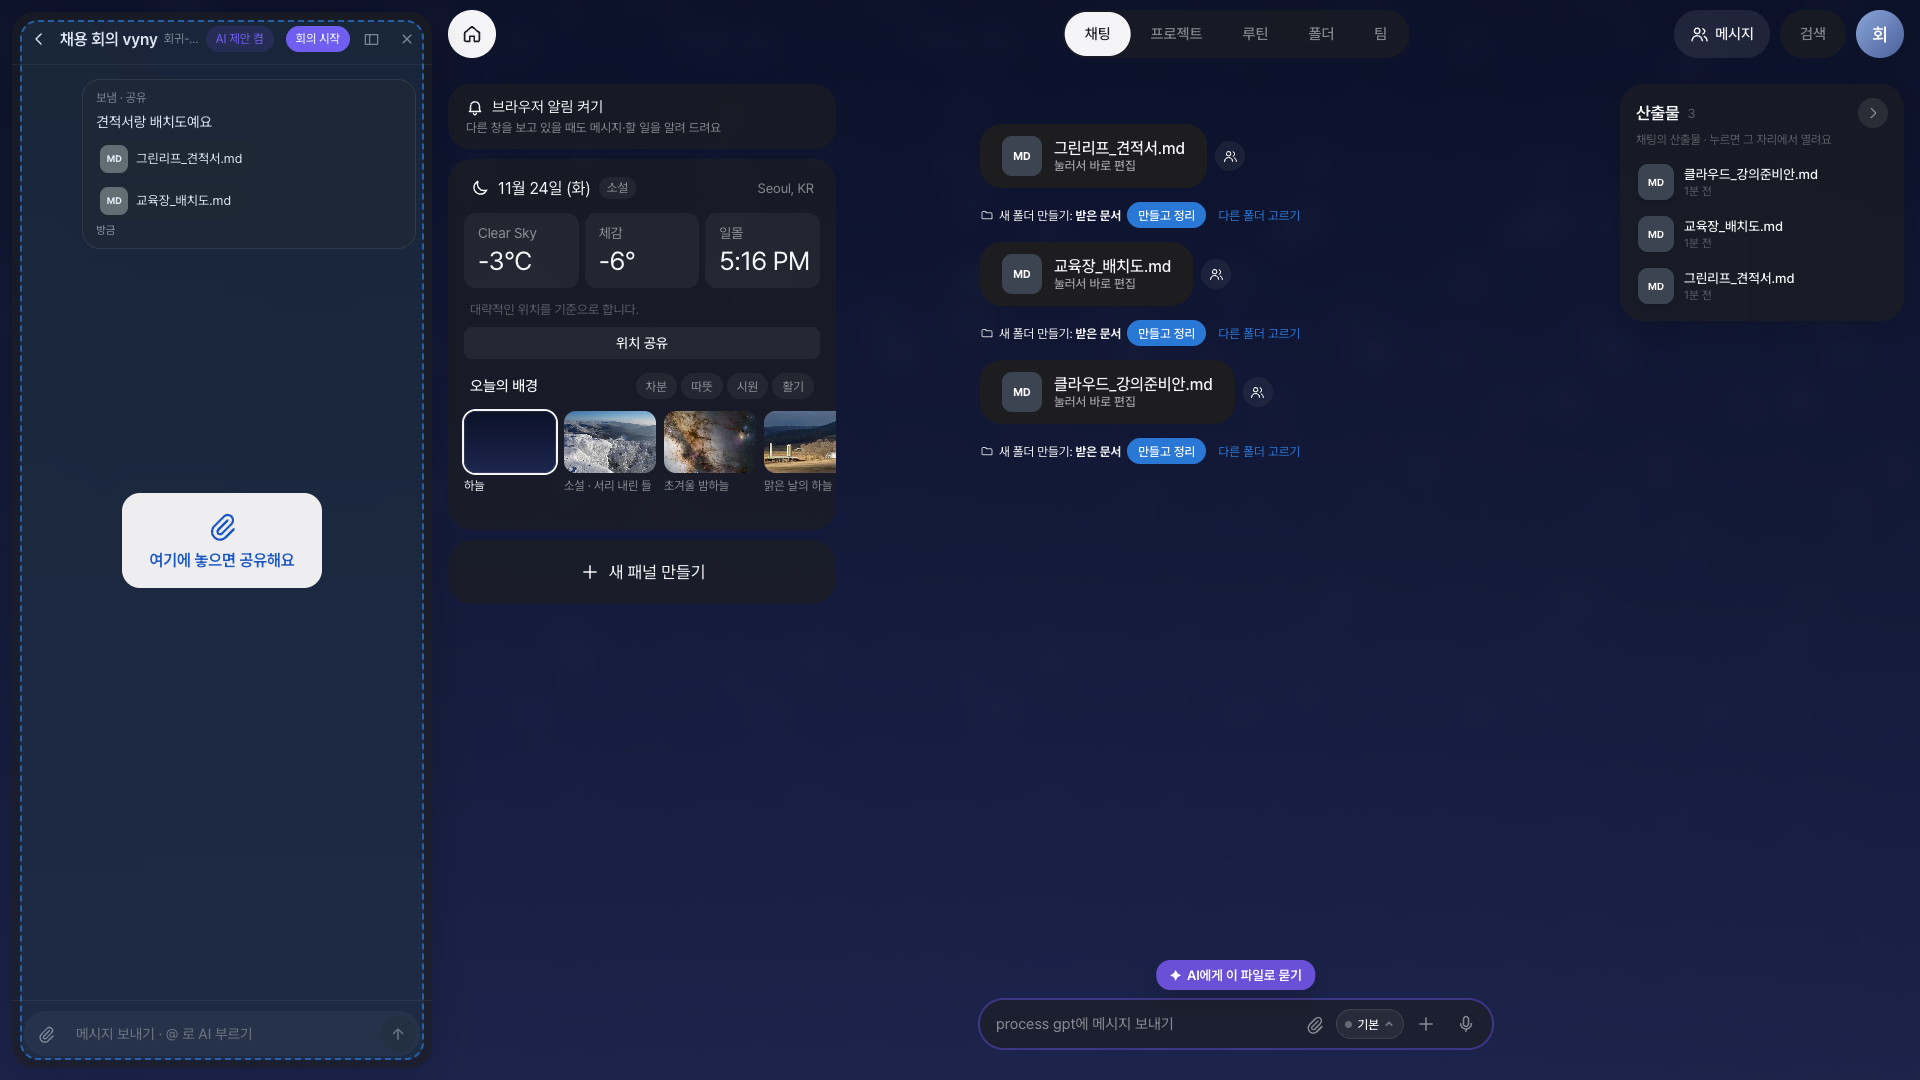 채용 회의 vyny 회귀-...
AI 제안 켬
회의 시작
보냄 · 공유
견적서랑 배치도예요
MD 그린리프_견적서.md
MD 교육장_배치도.md
방금
여기에 놓으면 공유해요
메시지 보내기 · @ 로 AI 부르기
채팅
프로젝트
루틴
폴더
팀
메시지
검색
회
브라우저 알림 켜기
다른 창을 보고 있을 때도 메시지·할 일을 알려 드려요
11월 24일 (화) 소설
Seoul, KR
Clear Sky
-3°C
체감
-6°
일몰
5:16 PM
대략적인 위치를 기준으로 합니다.
위치 공유
오늘의 배경
차분
따뜻
시원
활기
하늘
소설 · 서리 내린 들
초겨울 밤하늘
맑은 날의 하늘
새 패널 만들기
MD 그린리프_견적서.md
눌러서 바로 편집
새 폴더 만들기: 받은 문서 만들고 정리 다른 폴더 고르기
MD 교육장_배치도.md
눌러서 바로 편집
새 폴더 만들기: 받은 문서 만들고 정리 다른 폴더 고르기
MD 클라우드_강의준비안.md
눌러서 바로 편집
새 폴더 만들기: 받은 문서 만들고 정리 다른 폴더 고르기
AI에게 이 파일로 묻기
process gpt에 메시지 보내기
기본
산출물 3
채팅의 산출물 · 누르면 그 자리에서 열려요
MD 클라우드_강의준비안.md
1분 전
MD 교육장_배치도.md
1분 전
MD 그린리프_견적서.md
1분 전